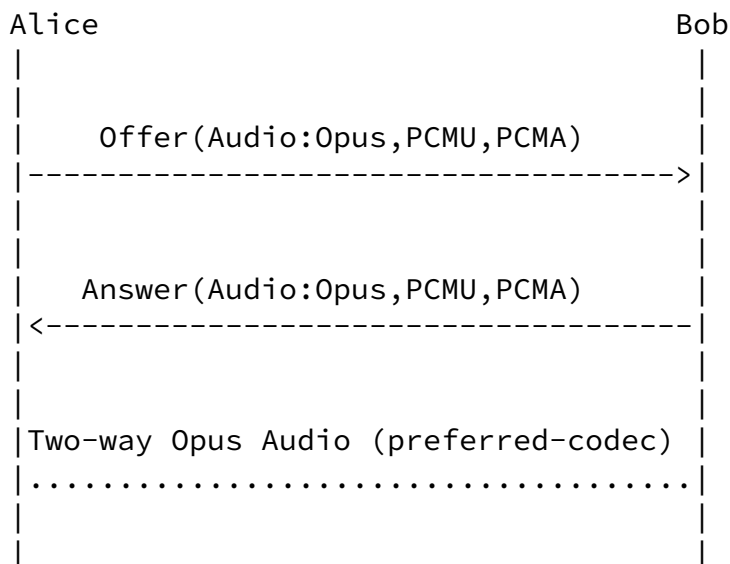 Alice Bob
Offer(Audio:Opus,PCMU,PCMA)
Answer(Audio:Opus,PCMU,PCMA)
Two-way Opus Audio (preferred-codec)